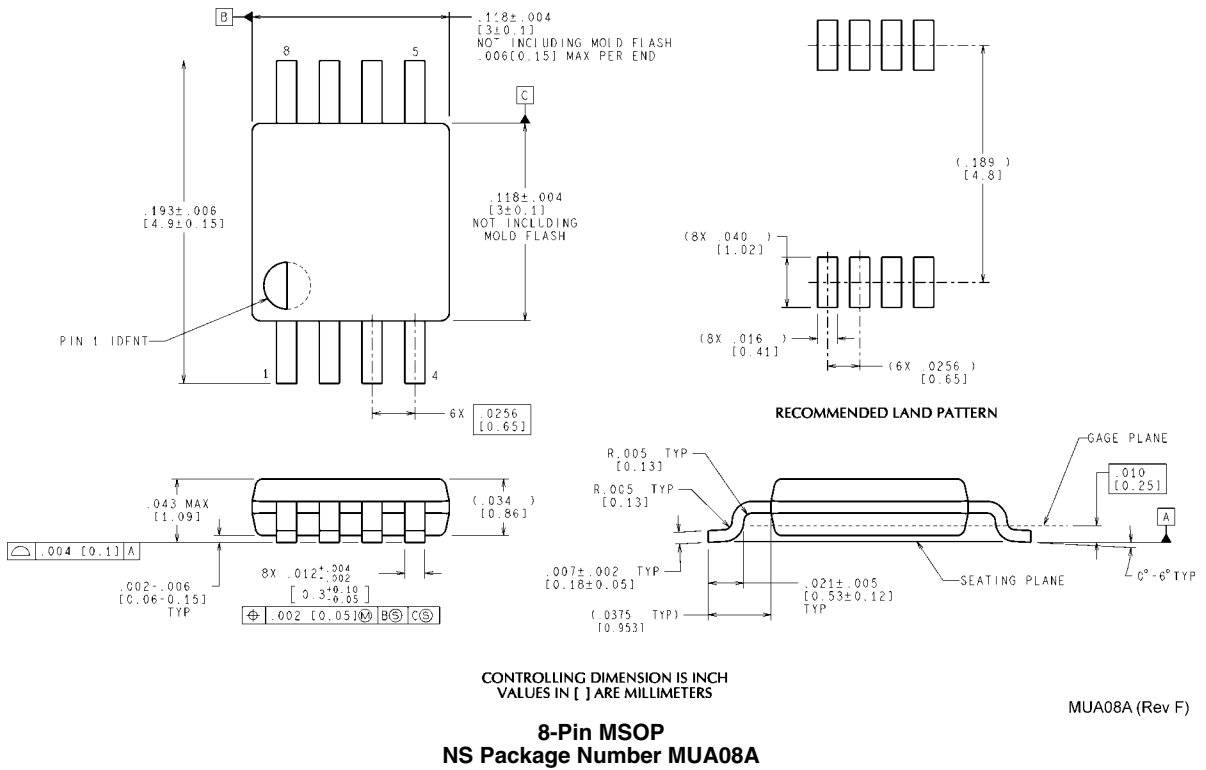 B
.118±.004
[3±0.1]
NOT INCLUDING MOLD FLASH
.006[0.15] MAX PER END
8
5
C
.193±.006
[4.9±0.15]
.118±.004
[3±0.1]
NOT INCLUDING
MOLD FLASH
PIN 1 IDENT
1
4
6X .0256
[0.65]
(.189 )
[4.8]
(8X .040 )
[1.02]
(8X .016 )
[0.41]
(6X .0256 )
[0.65]
RECOMMENDED LAND PATTERN
.043 MAX
[1.09]
(.034 )
[0.86]
⌓ .004 [0.1] A
.002-.006
[0.06-0.15]
TYP
8X .012 +.004 -.002
[ 0.3 +0.10 -0.05 ]
⌖ .002 [0.05]Ⓜ BⓈ CⓈ
R.005 TYP
[0.13]
R.005 TYP
[0.13]
GAGE PLANE
.010
[0.25]
A
.007±.002 TYP
[0.18±0.05]
.021±.005
[0.53±0.12]
TYP
SEATING PLANE
0°-6° TYP
(.0375 TYP)
[0.953]
CONTROLLING DIMENSION IS INCH
VALUES IN [ ] ARE MILLIMETERS
MUA08A (Rev F)
8-Pin MSOP
NS Package Number MUA08A